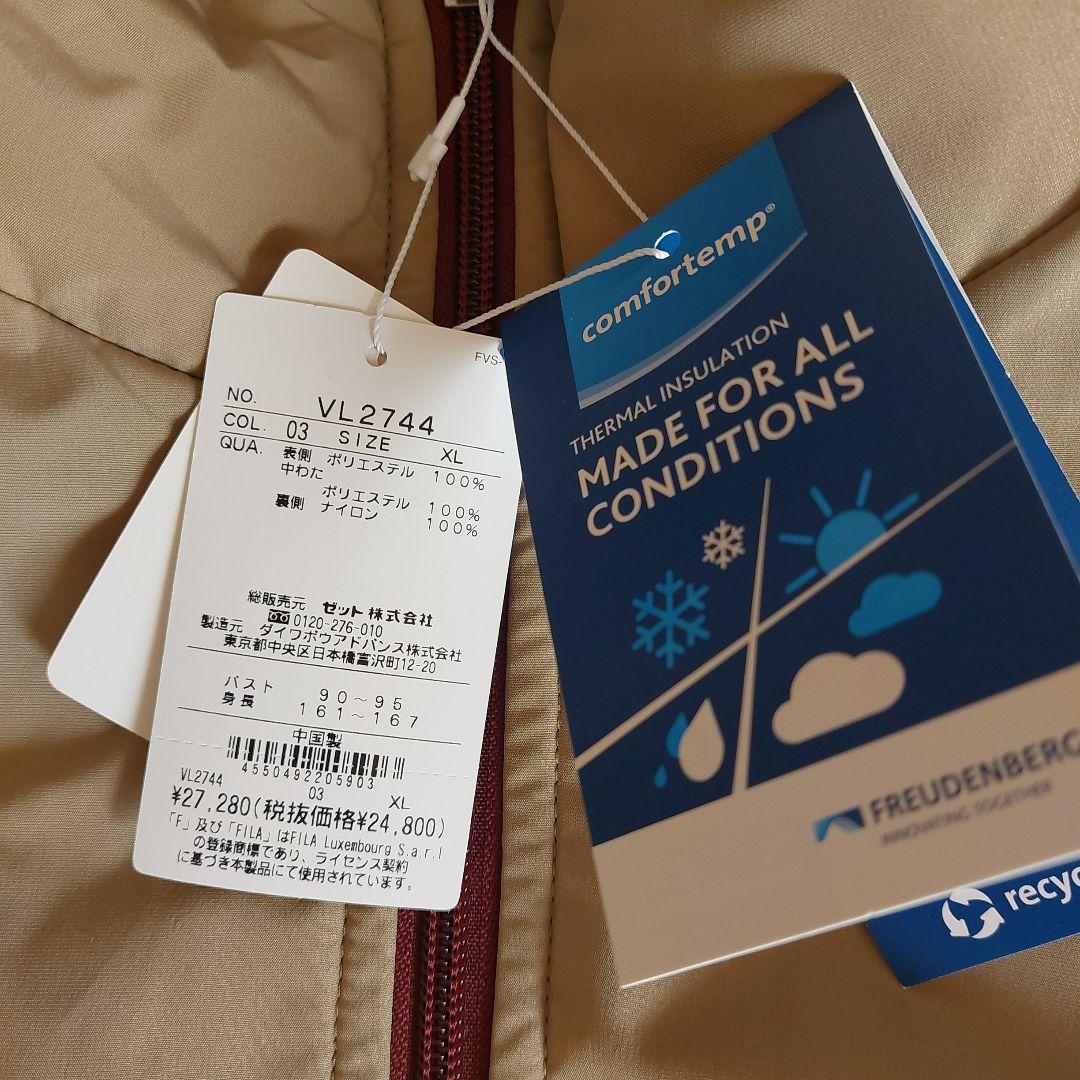 FVS-
NO. VL2744
COL. 03 SIZE XL
QUA. 表側 ポリエステル 100%
中わた
ポリエステル 100%
裏側 ナイロン 100%
総販売元 ゼット株式会社
0120-276-010
製造元 ダイワボウアドバンス株式会社
東京都中央区日本橋富沢町12-20
バスト 90~95
身長 161~167
中国製
4550492205903
VL2744 03 XL
¥27,280(税抜価格¥24,800)
「F」及び「FILA」はFILA Luxembourg S.a.r.l
の登録商標であり、ライセンス契約
に基づき本製品にて使用されています。
comfortemp®
THERMAL INSULATION
MADE FOR ALL
CONDITIONS
FREUDENBERG
INNOVATING TOGETHER
recyc